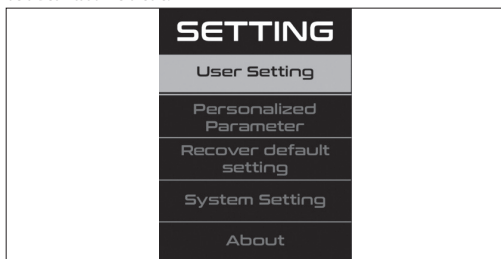 SETTING
User Setting
Personalized
Parameter
Recover default
setting
System Setting
About